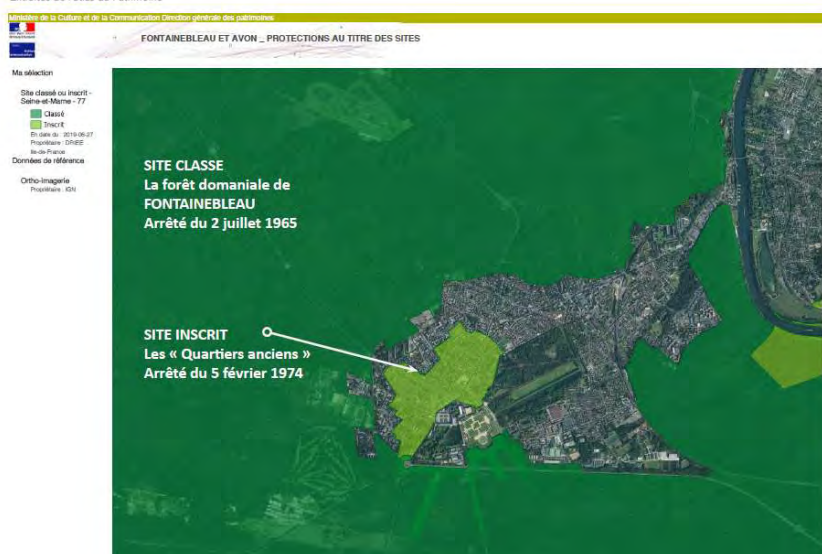 Ministère de la Culture et de la Communication Direction générale des patrimoines
FONTAINEBLEAU ET AVON _ PROTECTIONS AU TITRE DES SITES
Ma sélection
Site classé ou inscrit -
Seine-et-Marne - 77
Classé
Inscrit
En date du : 2019-06-27
Propriétaire : DRIEE
Ile-de-France
Données de référence
Ortho-imagerie
Propriétaire : IGN
SITE CLASSE
La forêt domaniale de
FONTAINEBLEAU
Arrêté du 2 juillet 1965
SITE INSCRIT
Les « Quartiers anciens »
Arrêté du 5 février 1974